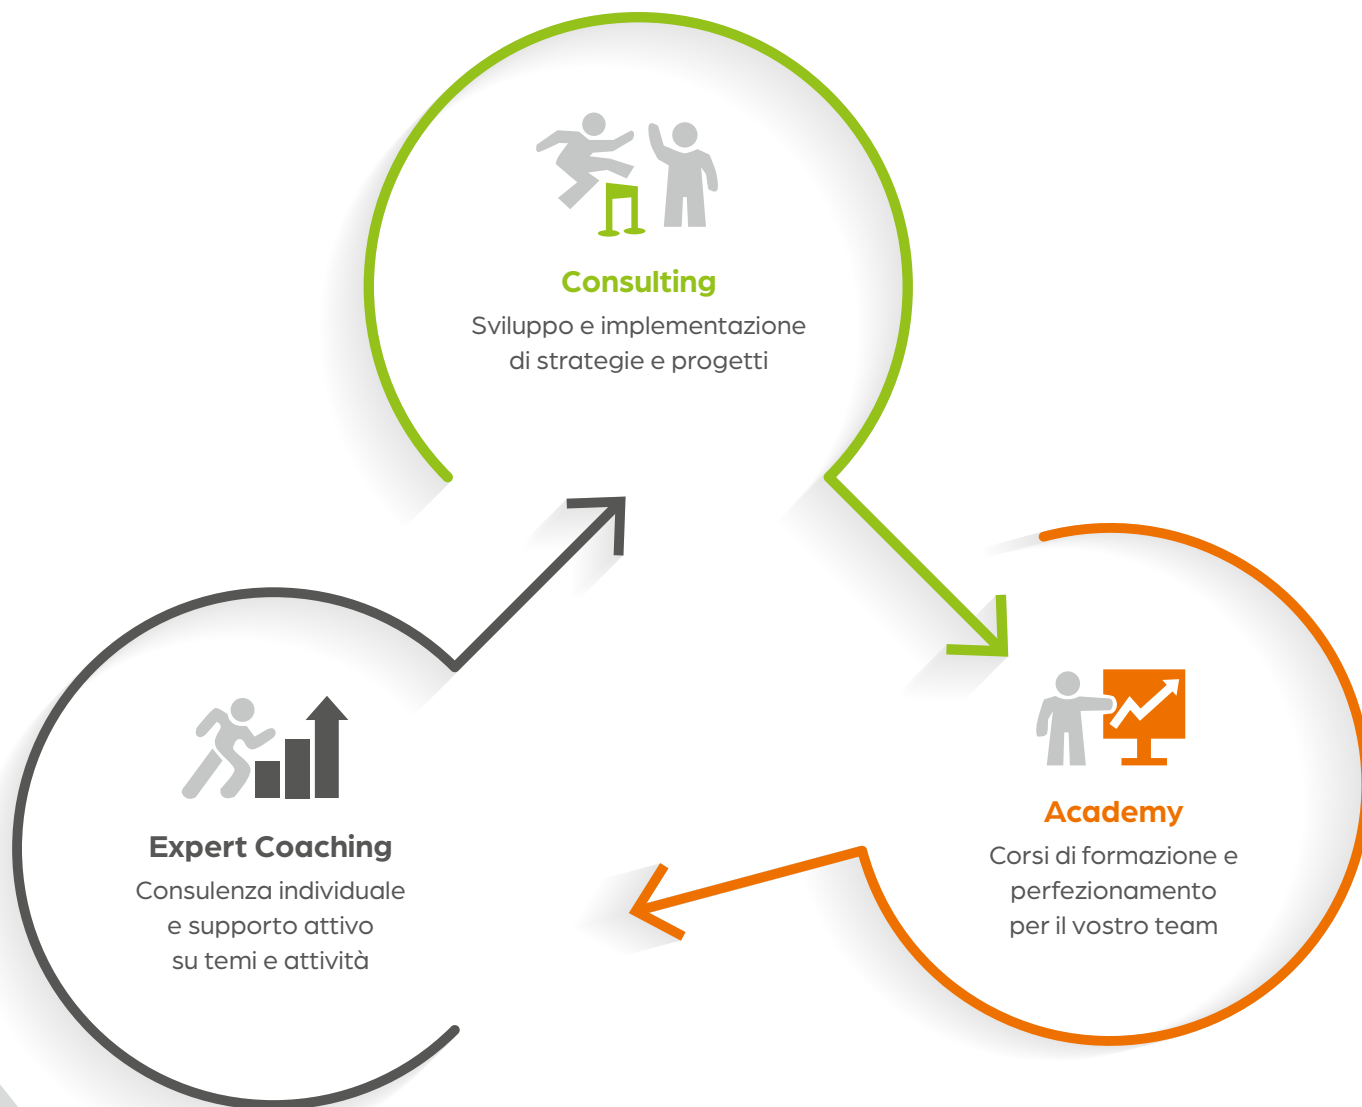 Consulting
Sviluppo e implementazione
di strategie e progetti
Expert Coaching
Consulenza individuale
e supporto attivo
su temi e attività
Academy
Corsi di formazione e
perfezionamento
per il vostro team